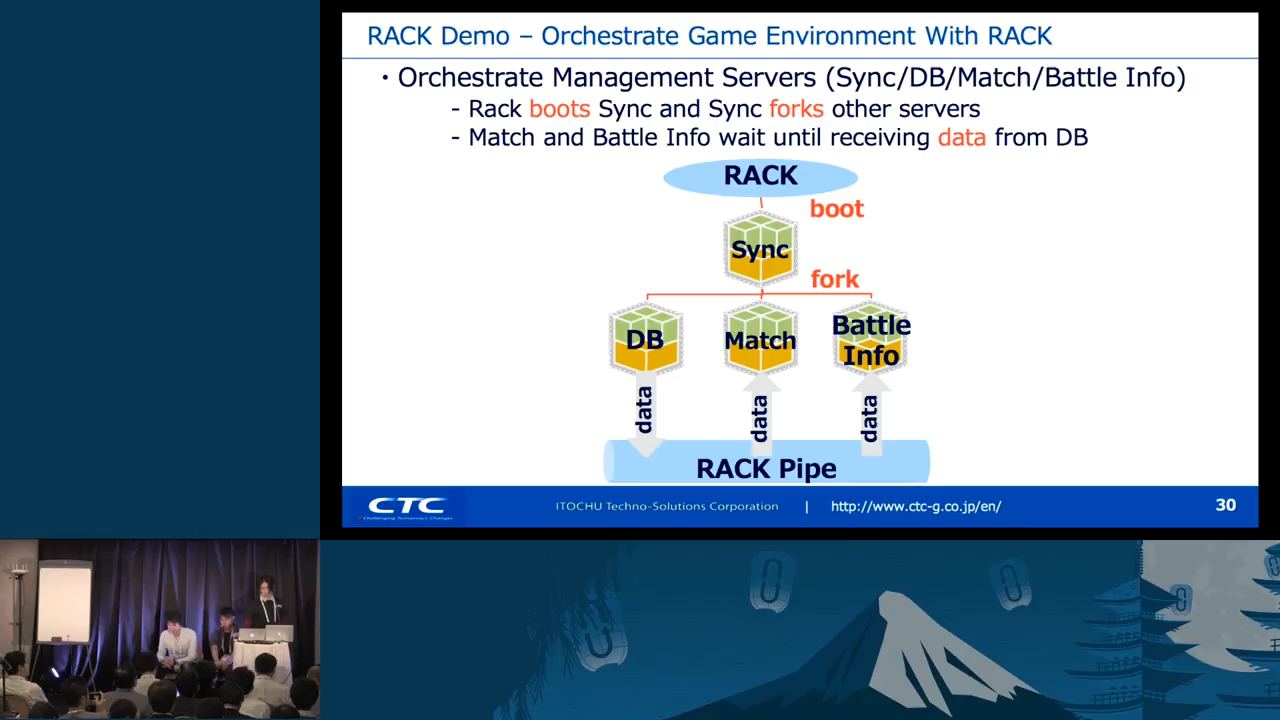 RACK Demo – Orchestrate Game Environment With RACK
・Orchestrate Management Servers (Sync/DB/Match/Battle Info)
- Rack boots Sync and Sync forks other servers
- Match and Battle Info wait until receiving data from DB
RACK
boot
Sync
fork
DB
Match
Battle
Info
data
data
data
RACK Pipe
CTC
Challenging Tomorrow's Changes
ITOCHU Techno-Solutions Corporation | http://www.ctc-g.co.jp/en/
30